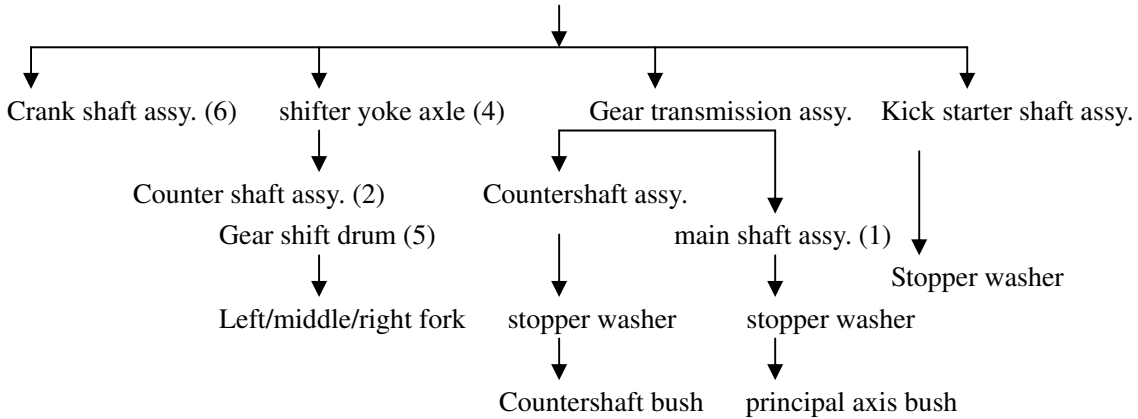 Crank shaft assy. (6) shifter yoke axle (4) Gear transmission assy. Kick starter shaft assy.
Counter shaft assy. (2) Countershaft assy.
Gear shift drum (5) main shaft assy. (1)
Stopper washer
Left/middle/right fork stopper washer stopper washer
Countershaft bush principal axis bush